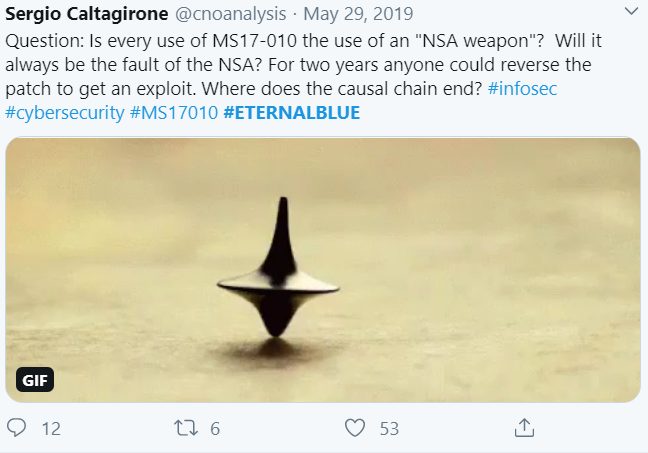 Sergio Caltagirone @cnoanalysis · May 29, 2019
Question: Is every use of MS17-010 the use of an "NSA weapon"?  Will it
always be the fault of the NSA? For two years anyone could reverse the
patch to get an exploit. Where does the causal chain end? #infosec
#cybersecurity #MS17010 #ETERNALBLUE
GIF
12 6 53